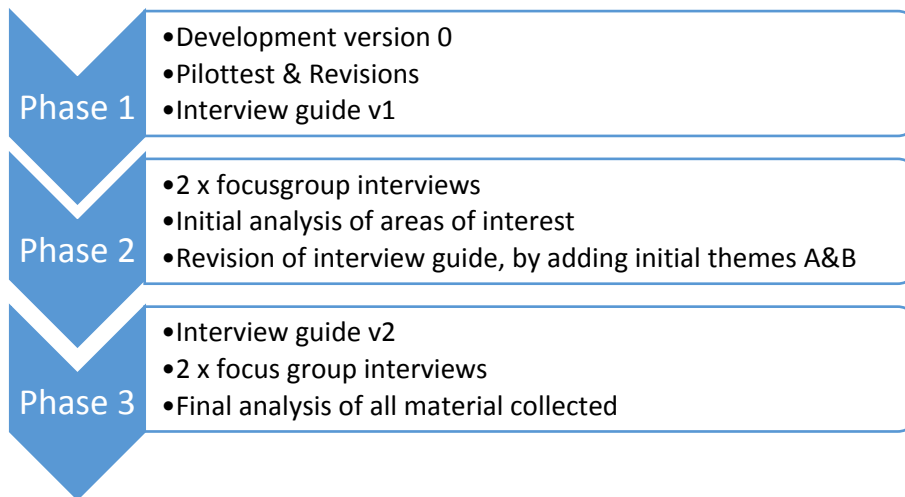 Phase 1
•Development version 0
•Pilottest & Revisions
•Interview guide v1
Phase 2
•2 x focusgroup interviews
•Initial analysis of areas of interest
•Revision of interview guide, by adding initial themes A&B
Phase 3
•Interview guide v2
•2 x focus group interviews
•Final analysis of all material collected